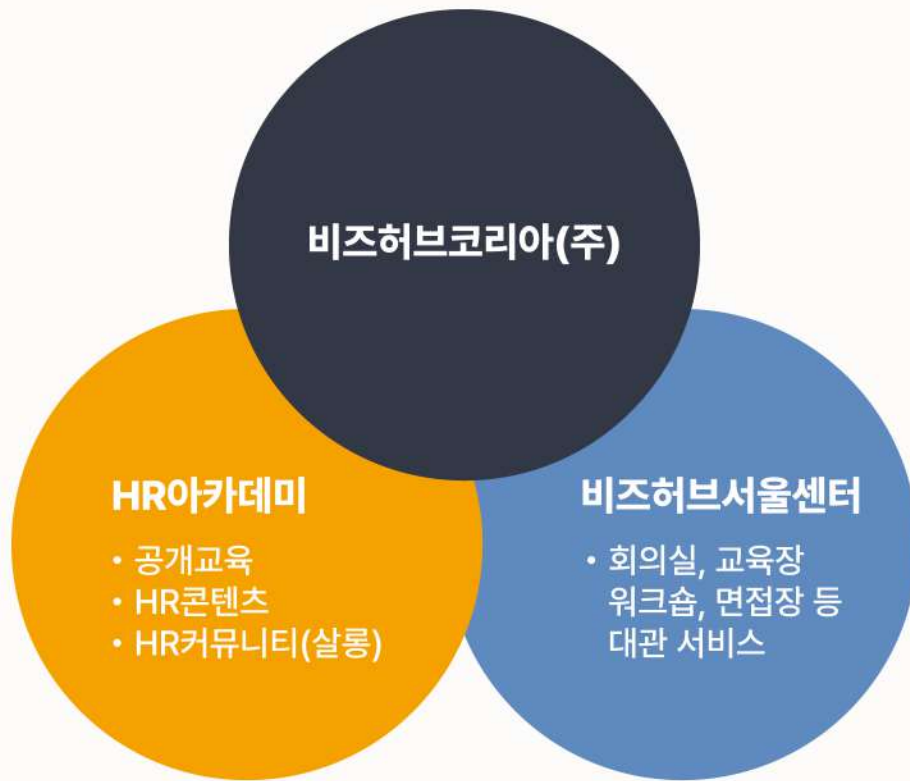 비즈허브코리아(주)
HR아카데미
• 공개교육
• HR콘텐츠
• HR커뮤니티(살롱)
비즈허브서울센터
• 회의실, 교육장
워크숍, 면접장 등
대관 서비스